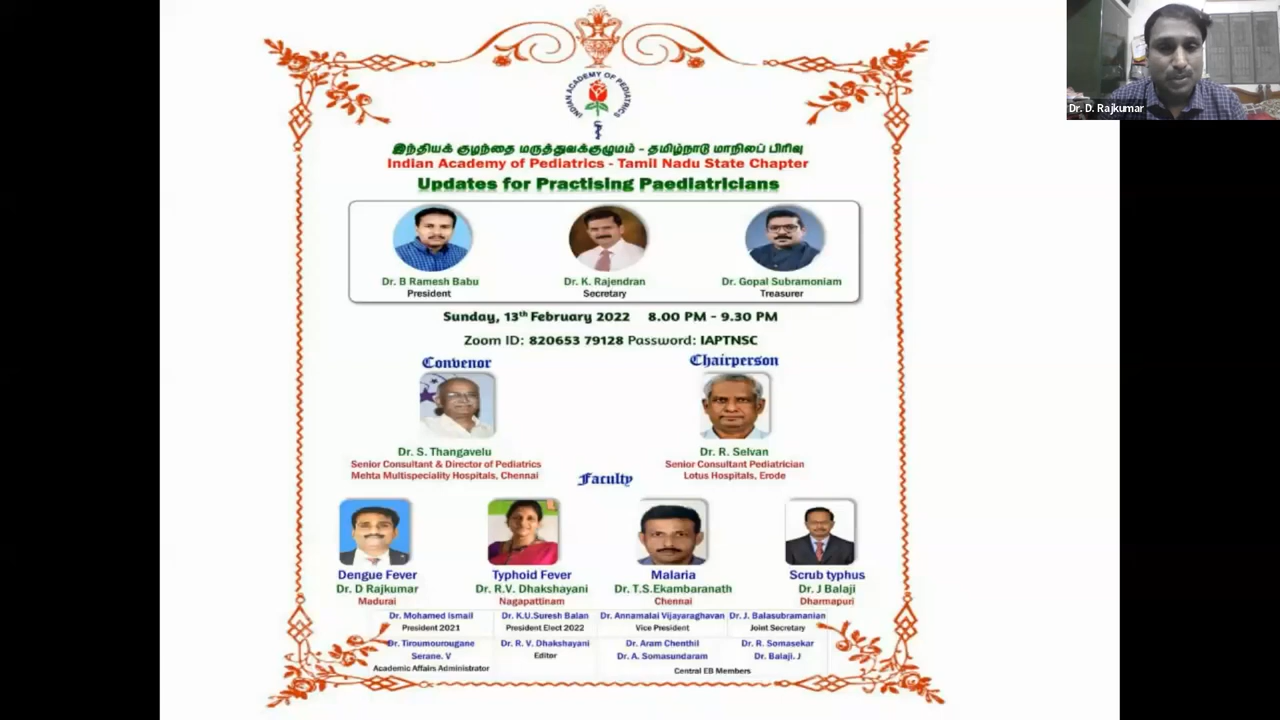 Dr. D. Rajkumar
INDIAN ACADEMY OF PEDIATRICS
இந்தியக் குழந்தை மருத்துவக்குழுமம் - தமிழ்நாடு மாநிலப் பிரிவு
Indian Academy of Pediatrics - Tamil Nadu State Chapter
Updates for Practising Paediatricians
Dr. B Ramesh Babu
President
Dr. K. Rajendran
Secretary
Dr. Gopal Subramoniam
Treasurer
Sunday, 13th February 2022 8.00 PM - 9.30 PM
Zoom ID: 820653 79128 Password: IAPTNSC
Convenor
Dr. S. Thangavelu
Senior Consultant & Director of Pediatrics
Mehta Multispeciality Hospitals, Chennai
Chairperson
Dr. R. Selvan
Senior Consultant Pediatrician
Lotus Hospitals, Erode
Faculty
Dengue Fever
Dr. D Rajkumar
Madurai
Typhoid Fever
Dr. R.V. Dhakshayani
Nagapattinam
Malaria
Dr. T.S.Ekambaranath
Chennai
Scrub typhus
Dr. J Balaji
Dharmapuri
Dr. Mohamed Ismail
President 2021
Dr. K.U.Suresh Balan
President Elect 2022
Dr. Annamalai Vijayaraghavan
Vice President
Dr. J. Balasubramanian
Joint Secretary
Dr. Tiroumourougane
Serane. V
Academic Affairs Administrator
Dr. R. V. Dhakshayani
Editor
Dr. Aram Chenthil
Dr. A. Somasundaram
Dr. R. Somasekar
Dr. Balaji. J
Central EB Members